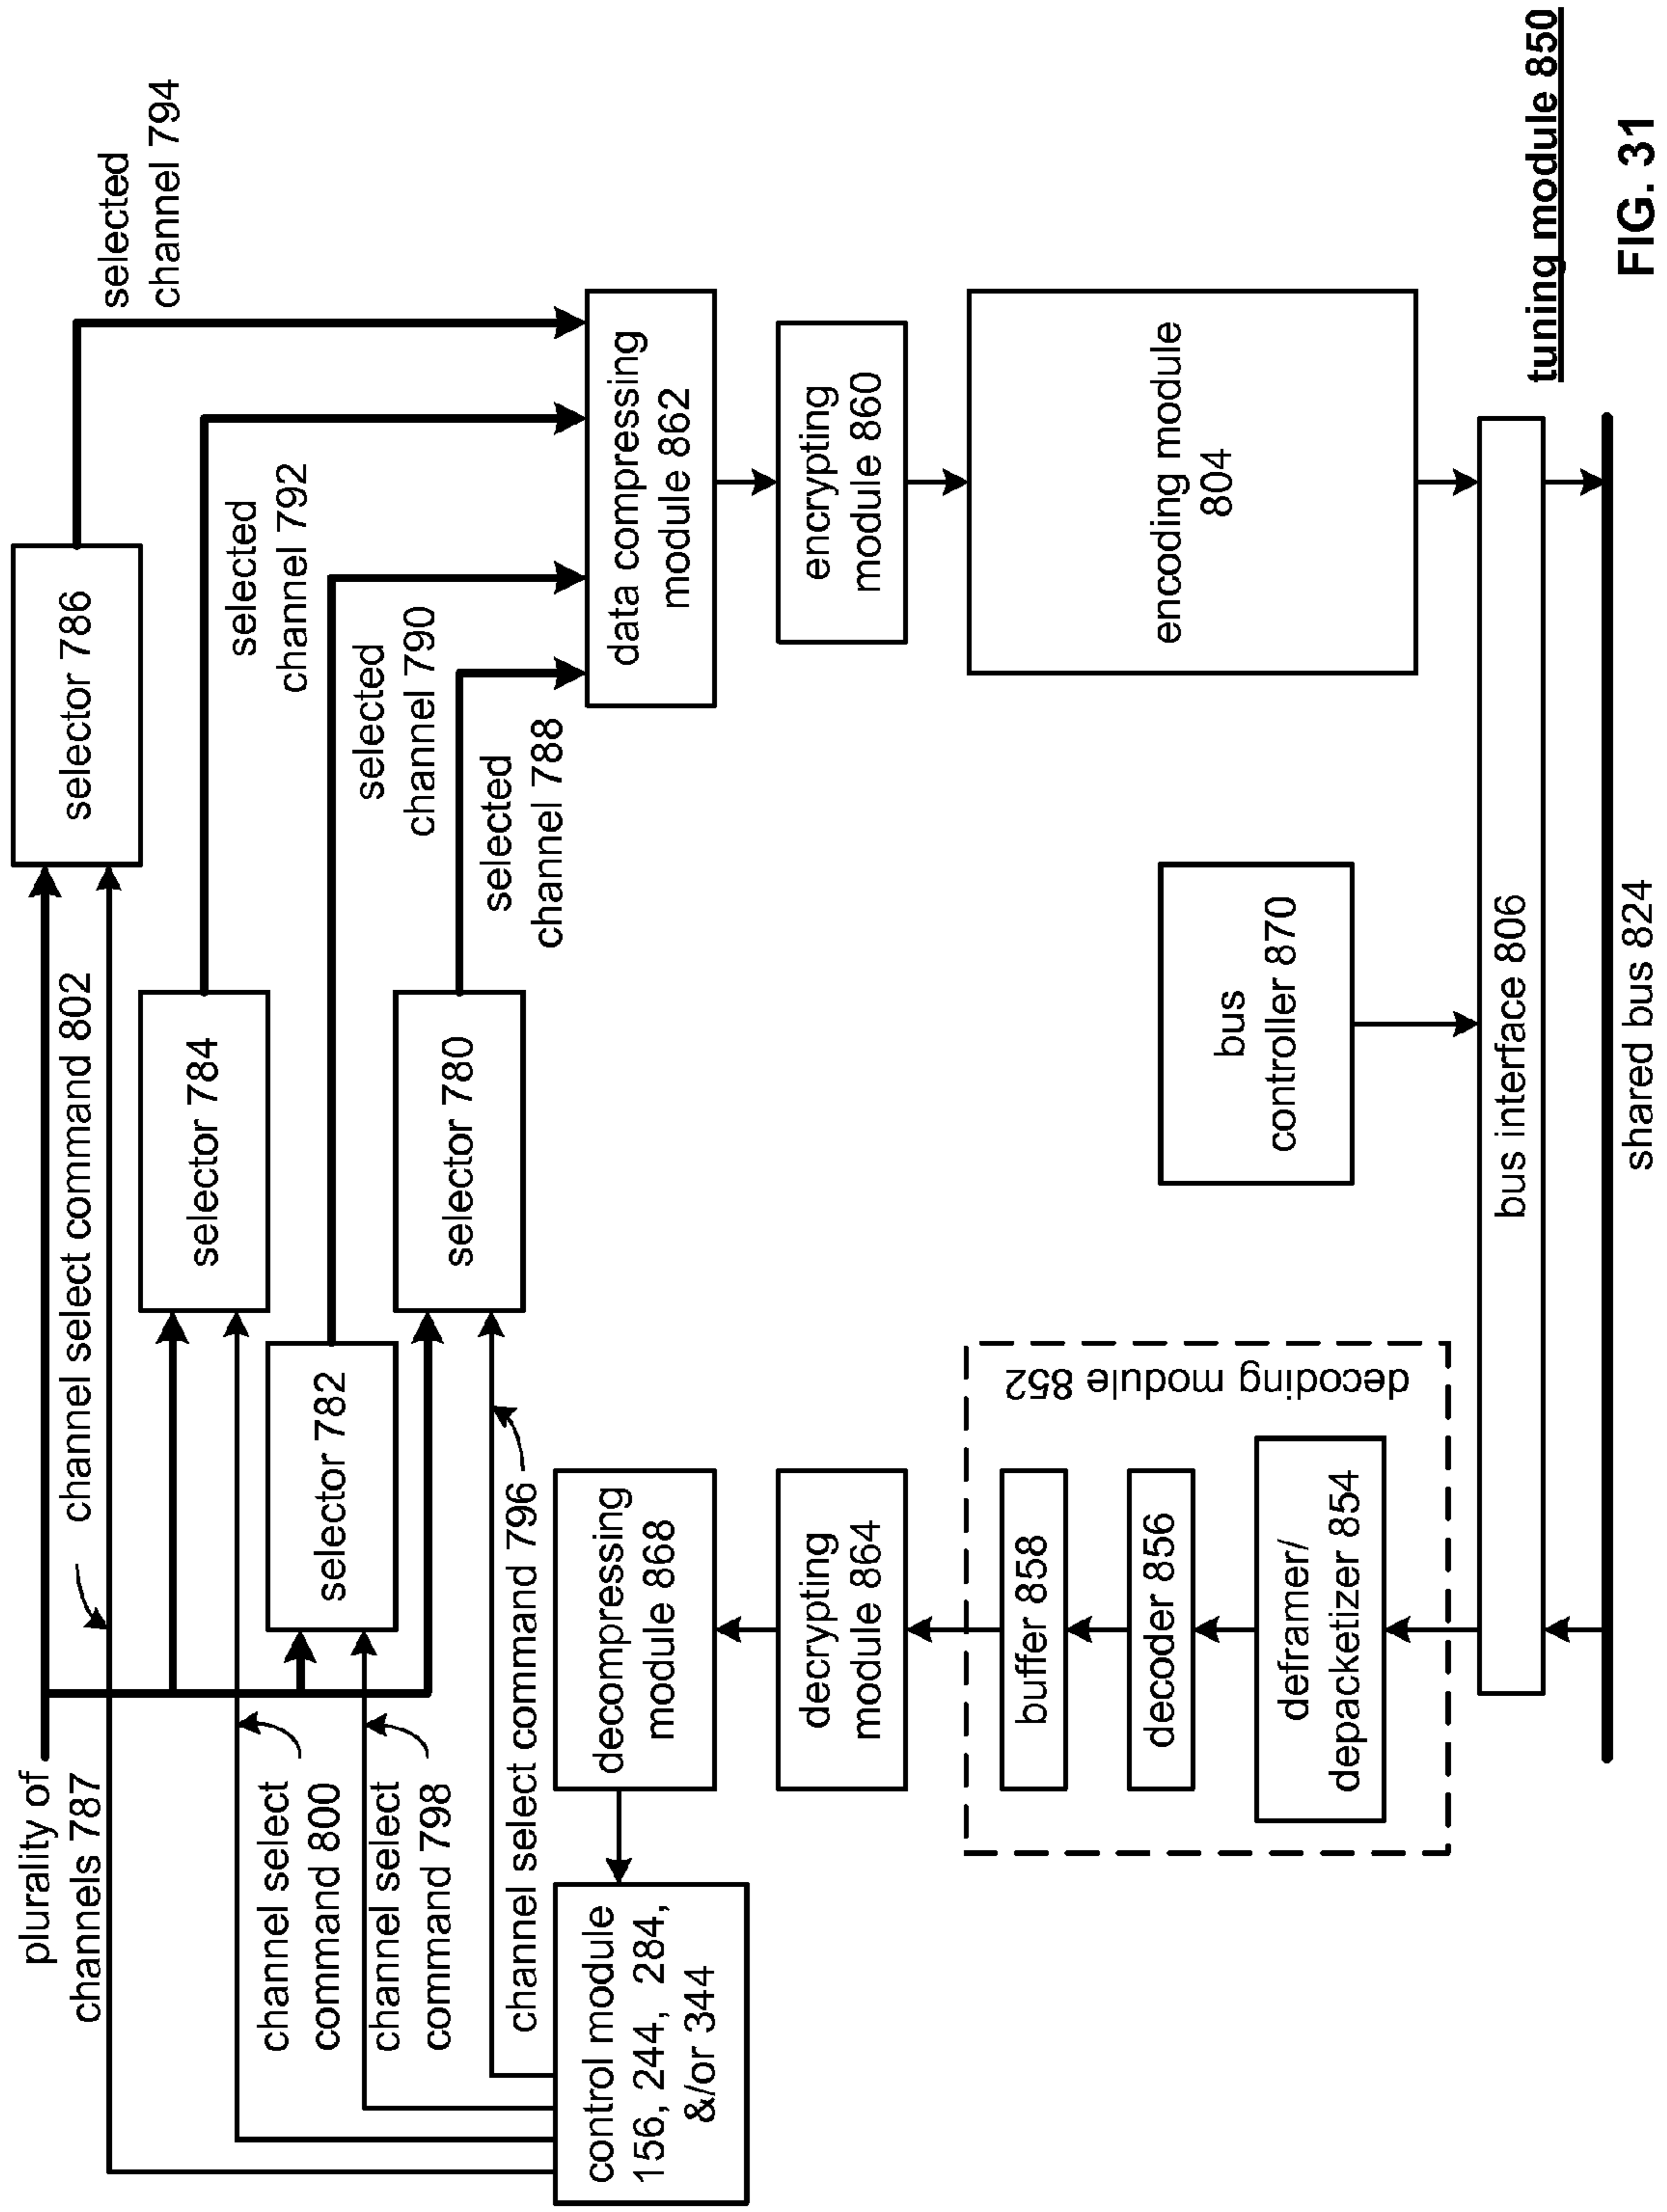 plurality of
channels 787
channel select command 802
selector 786
selected
channel 794
channel select
command 800
selector 784
selected
channel 792
channel select
command 798
selector 782
selected
channel 790
channel select command 796
selector 780
selected
channel 788
control module
156, 244, 284,
&/or 344
decompressing
module 868
data compressing
module 862
decrypting
module 864
encrypting
module 860
buffer 858
decoder 856
deframer/
depacketizer 854
decoding module 852
bus
controller 870
encoding module
804
bus interface 806
shared bus 824
tuning module 850
FIG. 31